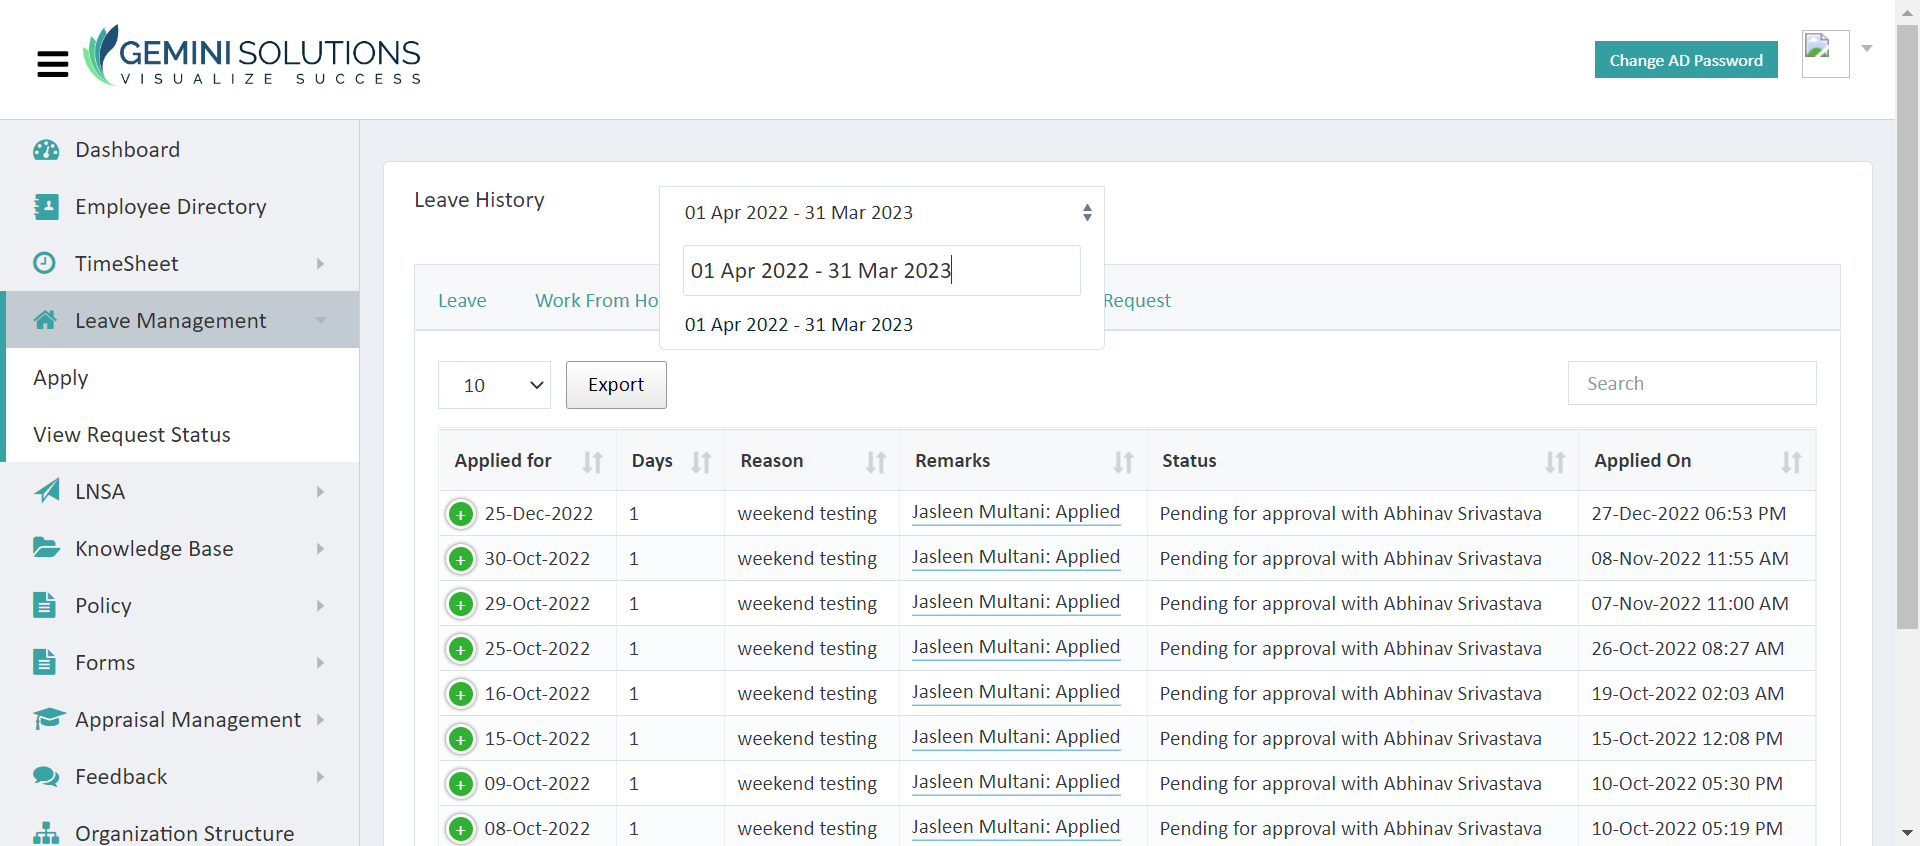 GEMINI SOLUTIONS
VISUALIZE SUCCESS
Change AD Password
Dashboard
Employee Directory
TimeSheet
Leave Management
Apply
View Request Status
LNSA
Knowledge Base
Policy
Forms
Appraisal Management
Feedback
Organization Structure
Leave History
01 Apr 2022 - 31 Mar 2023
01 Apr 2022 - 31 Mar 2023
01 Apr 2022 - 31 Mar 2023
Leave Work From Ho Request
10 Export Search
Applied for Days Reason Remarks Status Applied On
25-Dec-2022 1 weekend testing Jasleen Multani: Applied Pending for approval with Abhinav Srivastava 27-Dec-2022 06:53 PM
30-Oct-2022 1 weekend testing Jasleen Multani: Applied Pending for approval with Abhinav Srivastava 08-Nov-2022 11:55 AM
29-Oct-2022 1 weekend testing Jasleen Multani: Applied Pending for approval with Abhinav Srivastava 07-Nov-2022 11:00 AM
25-Oct-2022 1 weekend testing Jasleen Multani: Applied Pending for approval with Abhinav Srivastava 26-Oct-2022 08:27 AM
16-Oct-2022 1 weekend testing Jasleen Multani: Applied Pending for approval with Abhinav Srivastava 19-Oct-2022 02:03 AM
15-Oct-2022 1 weekend testing Jasleen Multani: Applied Pending for approval with Abhinav Srivastava 15-Oct-2022 12:08 PM
09-Oct-2022 1 weekend testing Jasleen Multani: Applied Pending for approval with Abhinav Srivastava 10-Oct-2022 05:30 PM
08-Oct-2022 1 weekend testing Jasleen Multani: Applied Pending for approval with Abhinav Srivastava 10-Oct-2022 05:19 PM